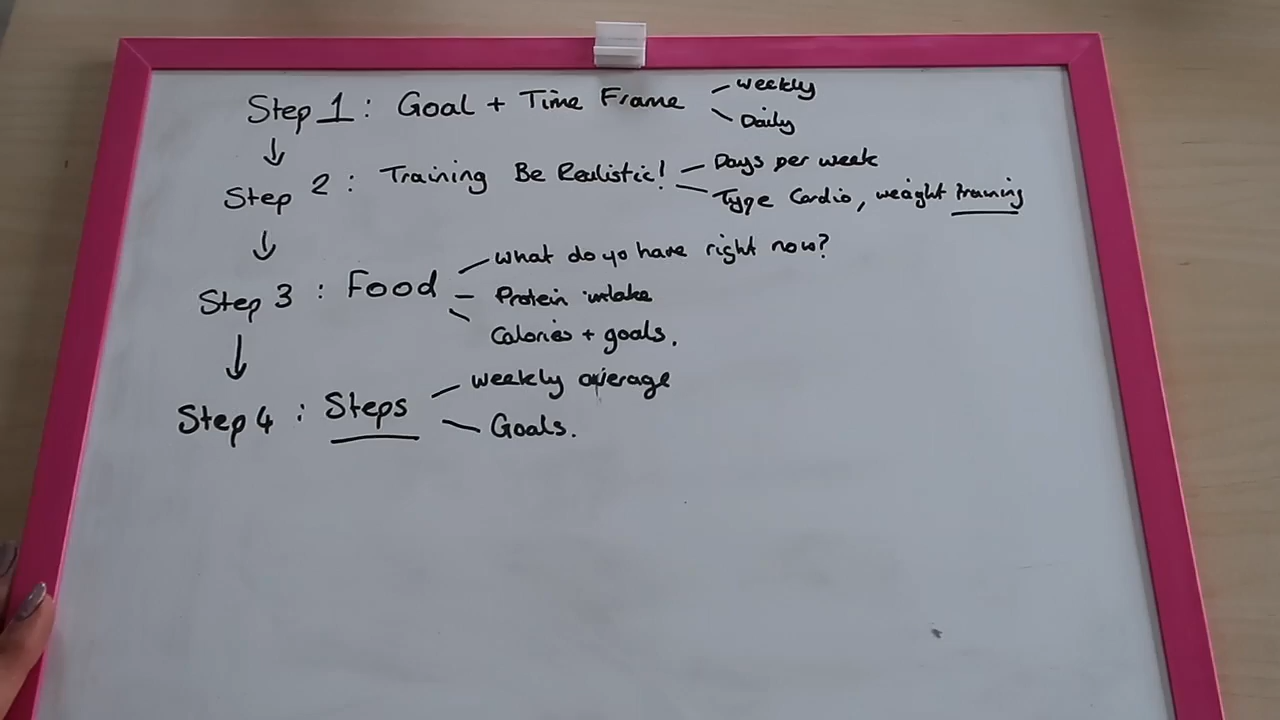 Step 1 : Goal + Time Frame
weekly
Daily
Step 2 : Training Be Realistic!
Days per week
Type Cardio, weight training
Step 3 : Food
What do yo have right now?
Protein intake
Calories + goals.
Step 4 : Steps
weekly average
Goals.